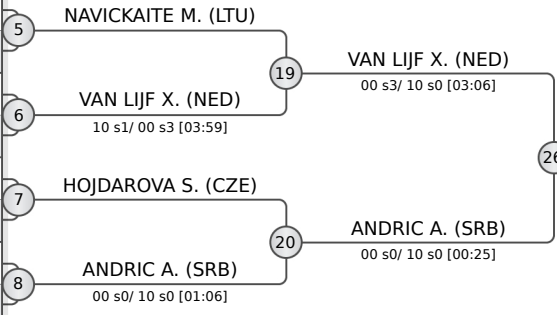 NAVICKAITE M. (LTU)
5
19
VAN LIJF X. (NED)
00 s3/ 10 s0 [03:06]
VAN LIJF X. (NED)
6
10 s1/ 00 s3 [03:59]
26
HOJDAROVA S. (CZE)
7
20
ANDRIC A. (SRB)
00 s0/ 10 s0 [00:25]
ANDRIC A. (SRB)
8
00 s0/ 10 s0 [01:06]